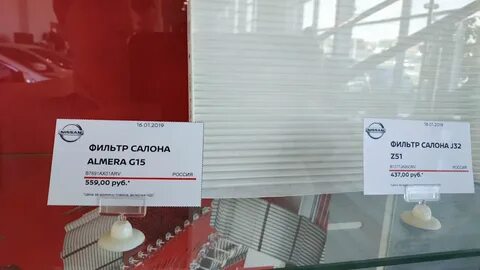 16.01.2019
NISSAN
ФИЛЬТР САЛОНА
ALMERA G15
РОССИЯ
559,00 руб.*
16.01.2019
NISSAN
ФИЛЬТР САЛОНА J32
Z51
РОССИЯ
437,00 руб.*